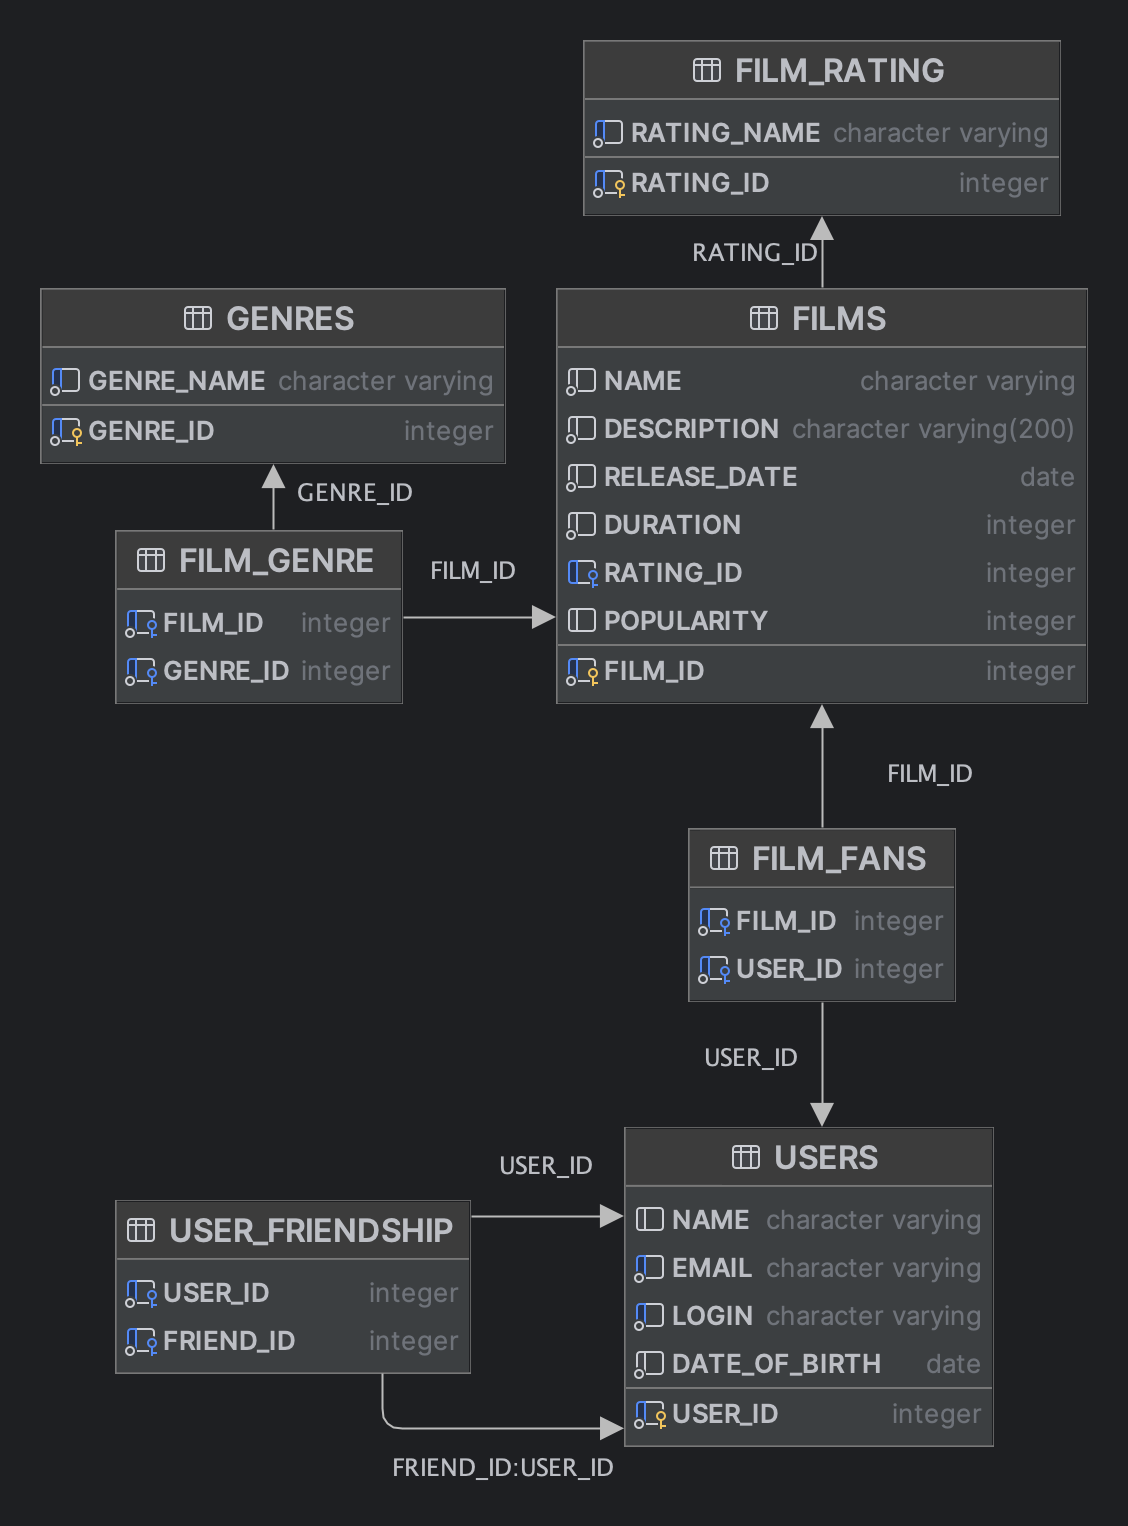 FILM_RATING
RATING_NAME character varying
RATING_ID integer
RATING_ID
GENRES
GENRE_NAME character varying
GENRE_ID integer
GENRE_ID
FILMS
NAME character varying
DESCRIPTION character varying(200)
RELEASE_DATE date
DURATION integer
RATING_ID integer
POPULARITY integer
FILM_ID integer
FILM_GENRE
FILM_ID integer
GENRE_ID integer
FILM_ID
FILM_ID
FILM_FANS
FILM_ID integer
USER_ID integer
USER_ID
USERS
NAME character varying
EMAIL character varying
LOGIN character varying
DATE_OF_BIRTH date
USER_ID integer
USER_ID
USER_FRIENDSHIP
USER_ID integer
FRIEND_ID integer
FRIEND_ID:USER_ID